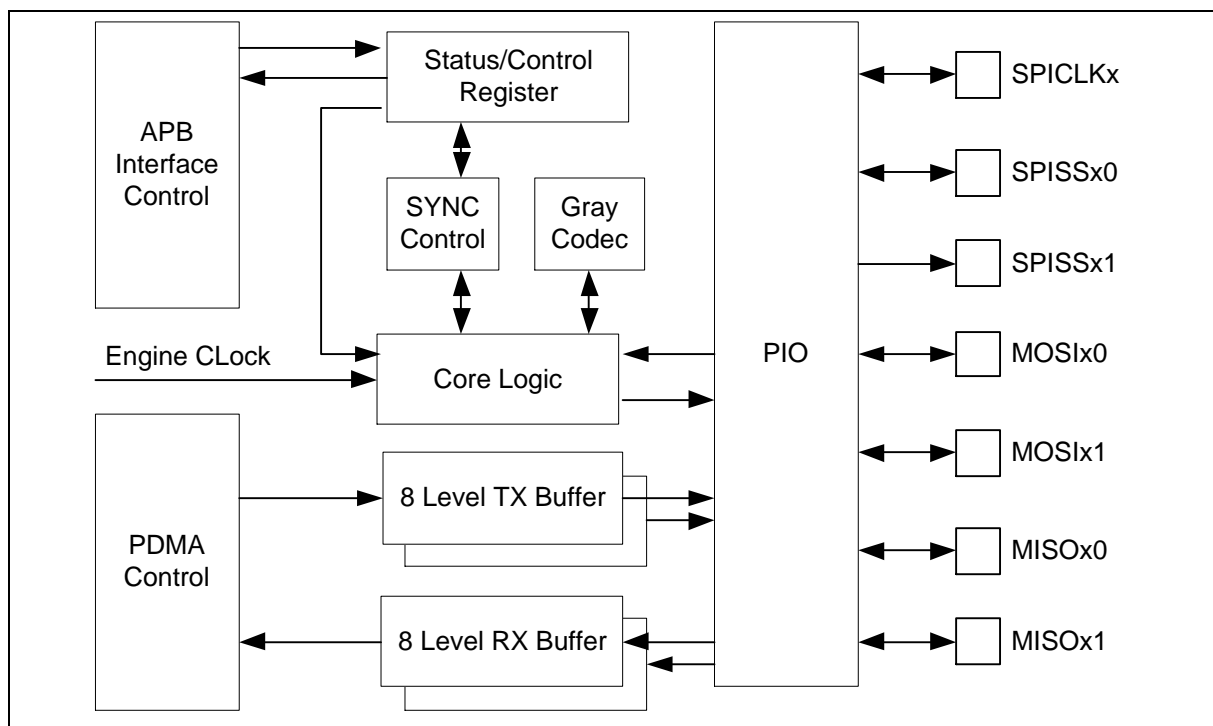 APB
Interface
Control
Status/Control
Register
SYNC
Control
Gray
Codec
Engine CLock
Core Logic
PDMA
Control
8 Level TX Buffer
8 Level RX Buffer
PIO
SPICLKx
SPISSx0
SPISSx1
MOSIx0
MOSIx1
MISOx0
MISOx1